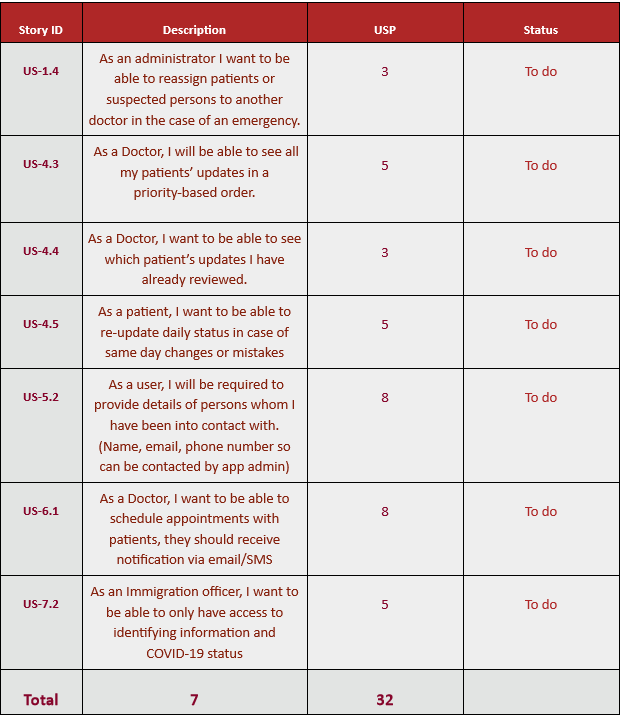 Story ID Description USP Status
US-1.4 As an administrator I want to be 3 To do
able to reassign patients or
suspected persons to another
doctor in the case of an emergency.
US-4.3 As a Doctor, I will be able to see all 5 To do
my patients’ updates in a
priority-based order.
US-4.4 As a Doctor, I want to be able to see 3 To do
which patient’s updates I have
already reviewed.
US-4.5 As a patient, I want to be able to 5 To do
re-update daily status in case of
same day changes or mistakes
US-5.2 As a user, I will be required to 8 To do
provide details of persons whom I
have been into contact with.
(Name, email, phone number so
can be contacted by app admin)
US-6.1 As a Doctor, I want to be able to 8 To do
schedule appointments with
patients, they should receive
notification via email/SMS
US-7.2 As an Immigration officer, I want to 5 To do
be able to only have access to
identifying information and
COVID-19 status
Total 7 32